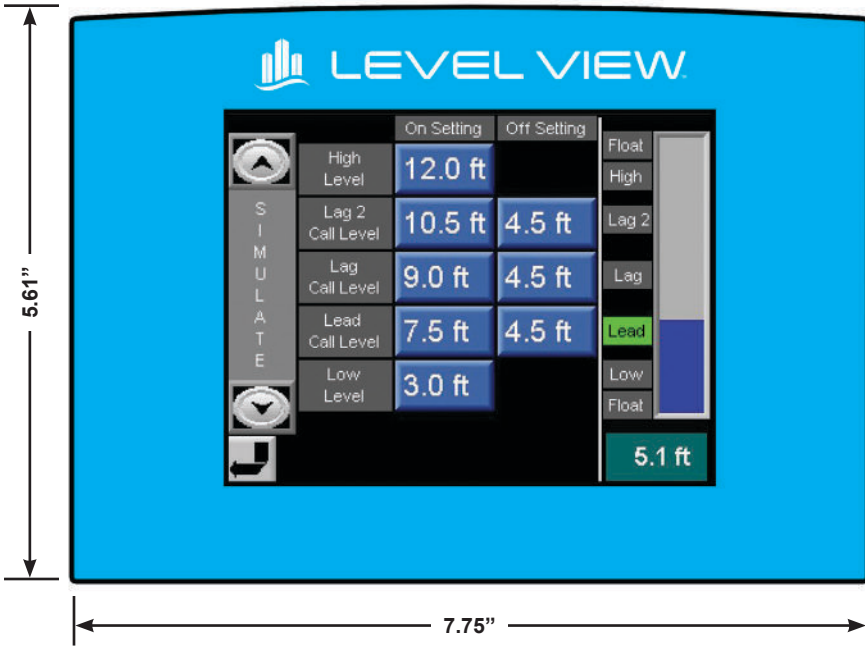 LEVEL VIEW
On Setting Off Setting
High Level 12.0 ft
Lag 2 Call Level 10.5 ft 4.5 ft
Lag Call Level 9.0 ft 4.5 ft
Lead Call Level 7.5 ft 4.5 ft
Low Level 3.0 ft
SIMULATE
Float
High
Lag 2
Lag
Lead
Low
Float
5.1 ft
5.61”
7.75”